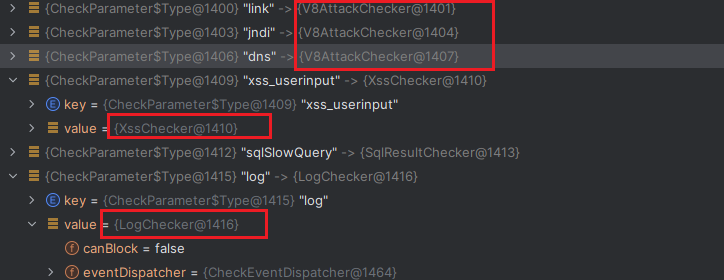 {CheckParameter$Type@1400} "link" -> {V8AttackChecker@1401}
{CheckParameter$Type@1403} "jndi" -> {V8AttackChecker@1404}
{CheckParameter$Type@1406} "dns" -> {V8AttackChecker@1407}
{CheckParameter$Type@1409} "xss_userinput" -> {XssChecker@1410}
E key = {CheckParameter$Type@1409} "xss_userinput"
value = {XssChecker@1410}
{CheckParameter$Type@1412} "sqlSlowQuery" -> {SqlResultChecker@1413}
{CheckParameter$Type@1415} "log" -> {LogChecker@1416}
E key = {CheckParameter$Type@1415} "log"
value = {LogChecker@1416}
f canBlock = false
f eventDispatcher = {CheckEventDispatcher@1464}